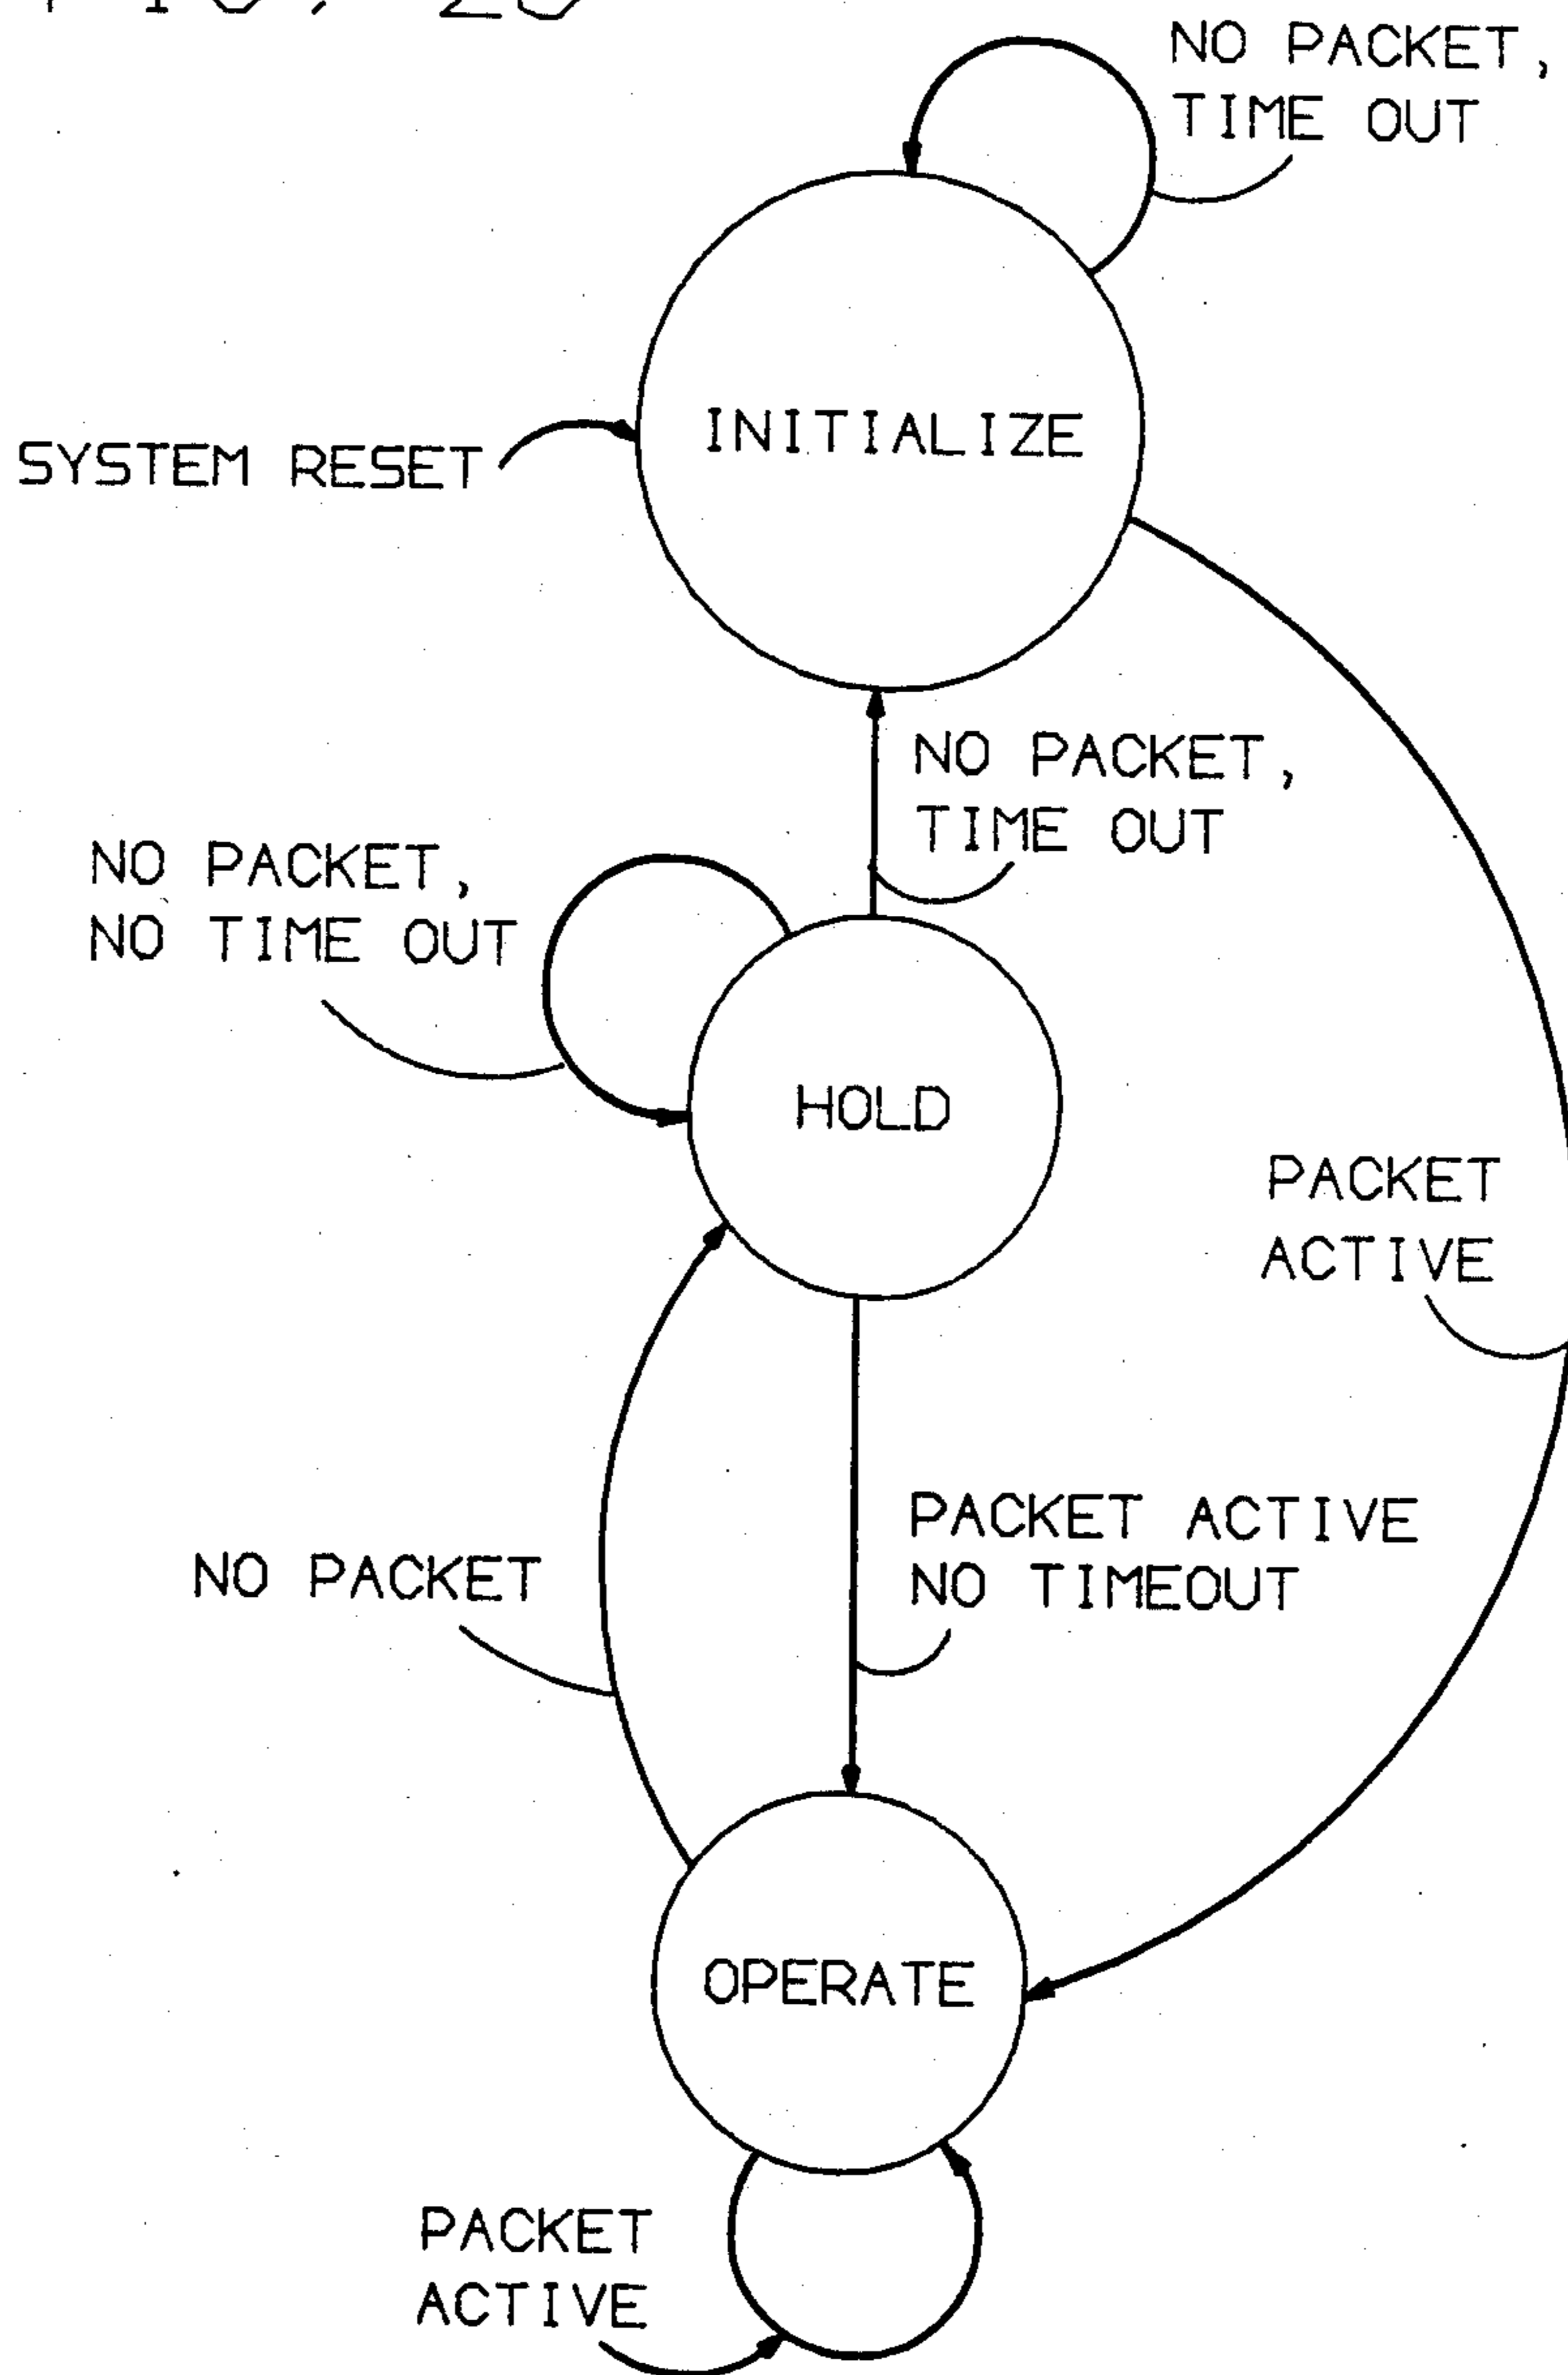 NO PACKET,
TIME OUT
INITIALIZE
SYSTEM RESET
NO PACKET,
TIME OUT
NO PACKET,
NO TIME OUT
HOLD
PACKET
ACTIVE
PACKET ACTIVE
NO TIMEOUT
NO PACKET
OPERATE
PACKET
ACTIVE